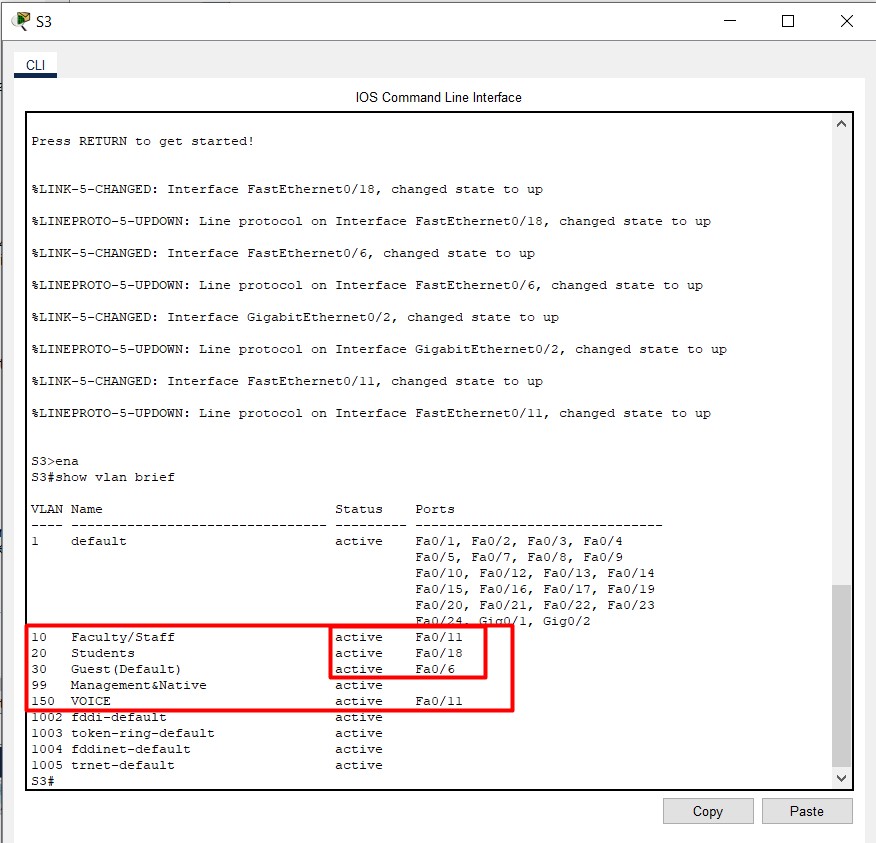 S3
CLI
IOS Command Line Interface
Press RETURN to get started!
%LINK-5-CHANGED: Interface FastEthernet0/18, changed state to up
%LINEPROTO-5-UPDOWN: Line protocol on Interface FastEthernet0/18, changed state to up
%LINK-5-CHANGED: Interface FastEthernet0/6, changed state to up
%LINEPROTO-5-UPDOWN: Line protocol on Interface FastEthernet0/6, changed state to up
%LINK-5-CHANGED: Interface GigabitEthernet0/2, changed state to up
%LINEPROTO-5-UPDOWN: Line protocol on Interface GigabitEthernet0/2, changed state to up
%LINK-5-CHANGED: Interface FastEthernet0/11, changed state to up
%LINEPROTO-5-UPDOWN: Line protocol on Interface FastEthernet0/11, changed state to up
S3>ena
S3#show vlan brief
VLAN Name                             Status    Ports
---- -------------------------------- --------- -------------------------------
1    default                          active    Fa0/1, Fa0/2, Fa0/3, Fa0/4
                                                Fa0/5, Fa0/7, Fa0/8, Fa0/9
                                                Fa0/10, Fa0/12, Fa0/13, Fa0/14
                                                Fa0/15, Fa0/16, Fa0/17, Fa0/19
                                                Fa0/20, Fa0/21, Fa0/22, Fa0/23
                                                Fa0/24, Gig0/1, Gig0/2
10   Faculty/Staff                    active    Fa0/11
20   Students                         active    Fa0/18
30   Guest(Default)                   active    Fa0/6
99   Management&Native                active
150  VOICE                            active    Fa0/11
1002 fddi-default                     active
1003 token-ring-default               active
1004 fddinet-default                  active
1005 trnet-default                    active
S3#
Copy Paste